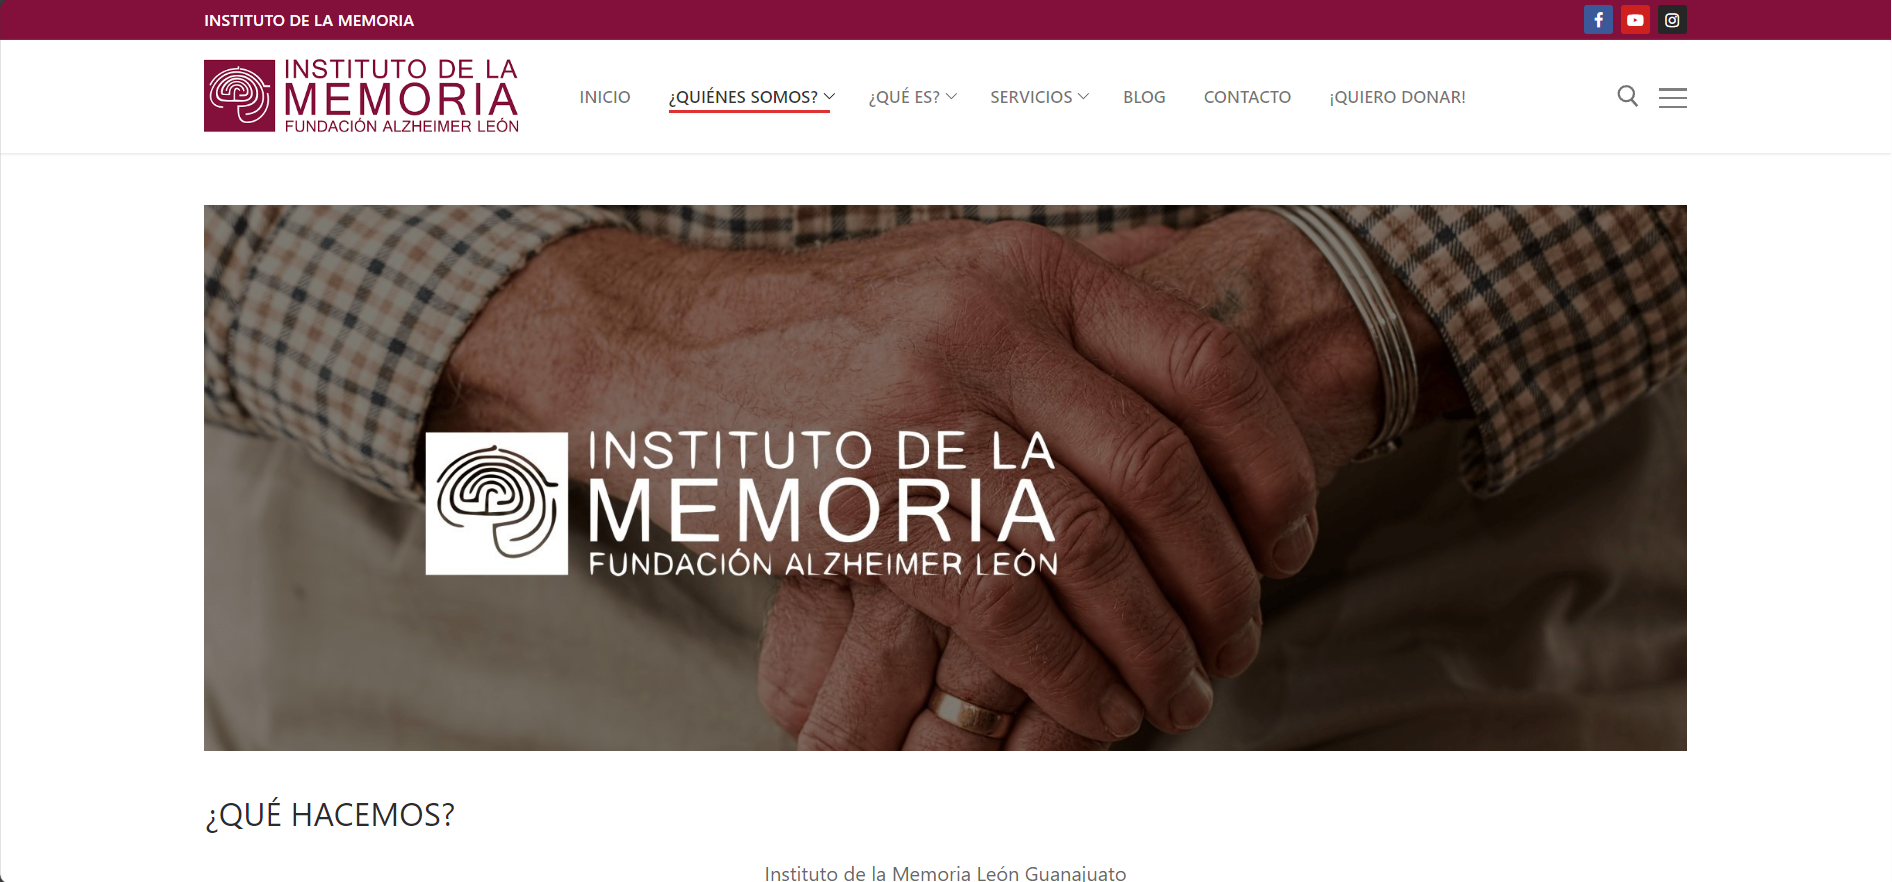 INSTITUTO DE LA MEMORIA
INSTITUTO DE LA
MEMORIA
FUNDACIÓN ALZHEIMER LEÓN
INICIO
¿QUIÉNES SOMOS?
¿QUÉ ES?
SERVICIOS
BLOG
CONTACTO
¡QUIERO DONAR!
INSTITUTO DE LA
MEMORIA
FUNDACIÓN ALZHEIMER LEÓN
¿QUÉ HACEMOS?
Instituto de la Memoria León Guanajuato